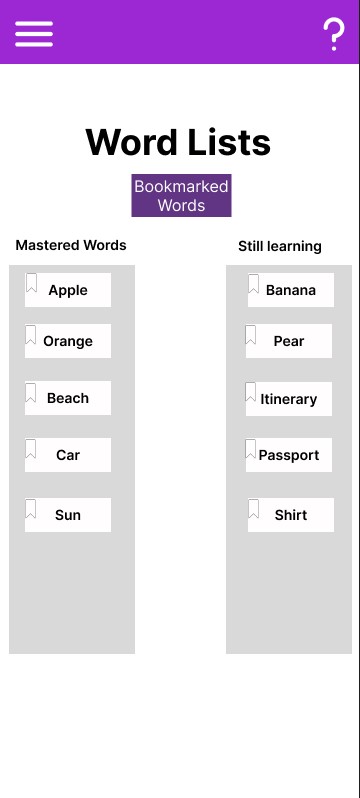 ?
Word Lists
Bookmarked
Words
Mastered Words
Still learning
Apple
Banana
Orange
Pear
Beach
Itinerary
Car
Passport
Sun
Shirt